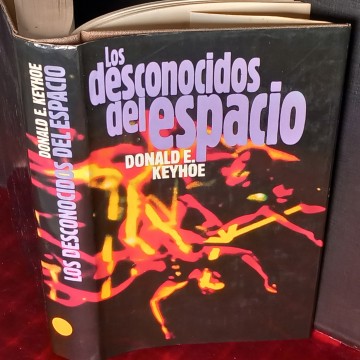 Los
desconocidos
del espacio
DONALD E.
KEYHOE
DONALD E. KEYHOE
LOS DESCONOCIDOS DEL ESPACIO